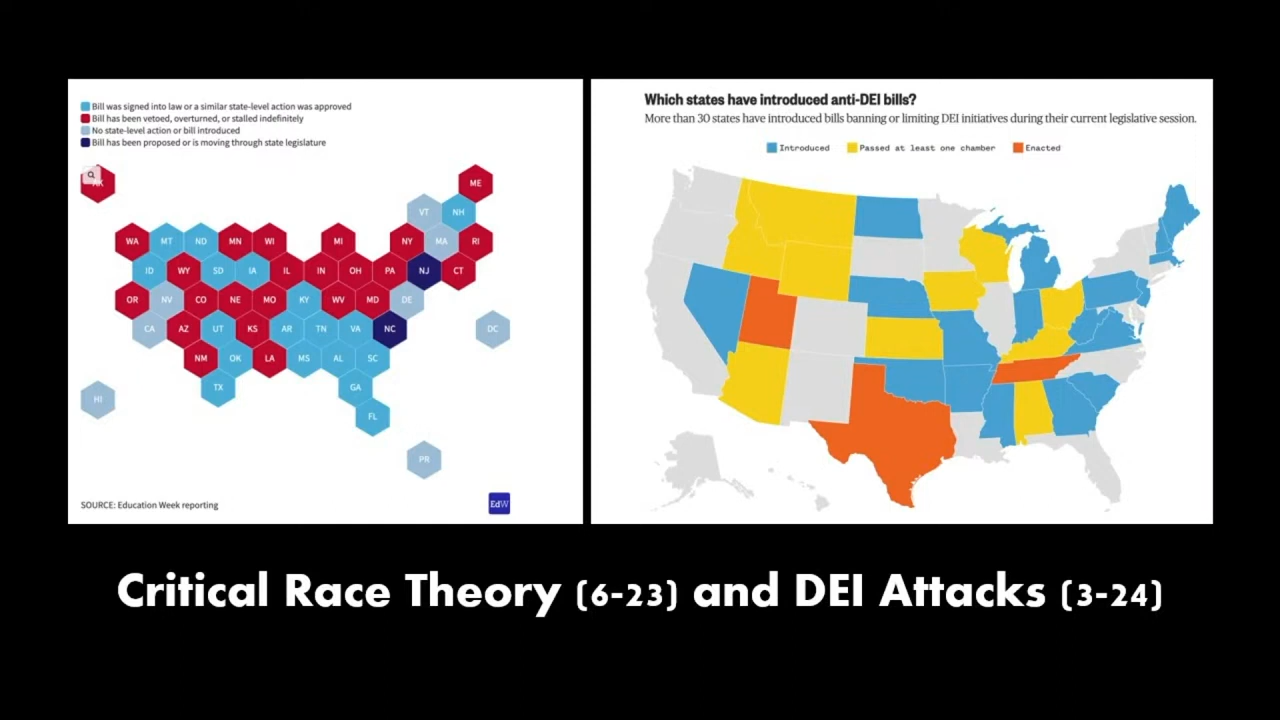 Bill was signed into law or a similar state-level action was approved
Bill has been vetoed, overturned, or stalled indefinitely
No state-level action or bill introduced
Bill has been proposed or is moving through state legislature
ME
VT NH
WA MT ND MN WI MI NY MA RI
ID WY SD IA IL IN OH PA NJ CT
OR NV CO NE MO KY WV MD DE
CA AZ UT KS AR TN VA NC DC
NM OK LA MS AL SC
TX GA
HI FL
PR
SOURCE: Education Week reporting
EdW
Which states have introduced anti-DEI bills?
More than 30 states have introduced bills banning or limiting DEI initiatives during their current legislative session.
Introduced Passed at least one chamber Enacted
Critical Race Theory (6-23) and DEI Attacks (3-24)